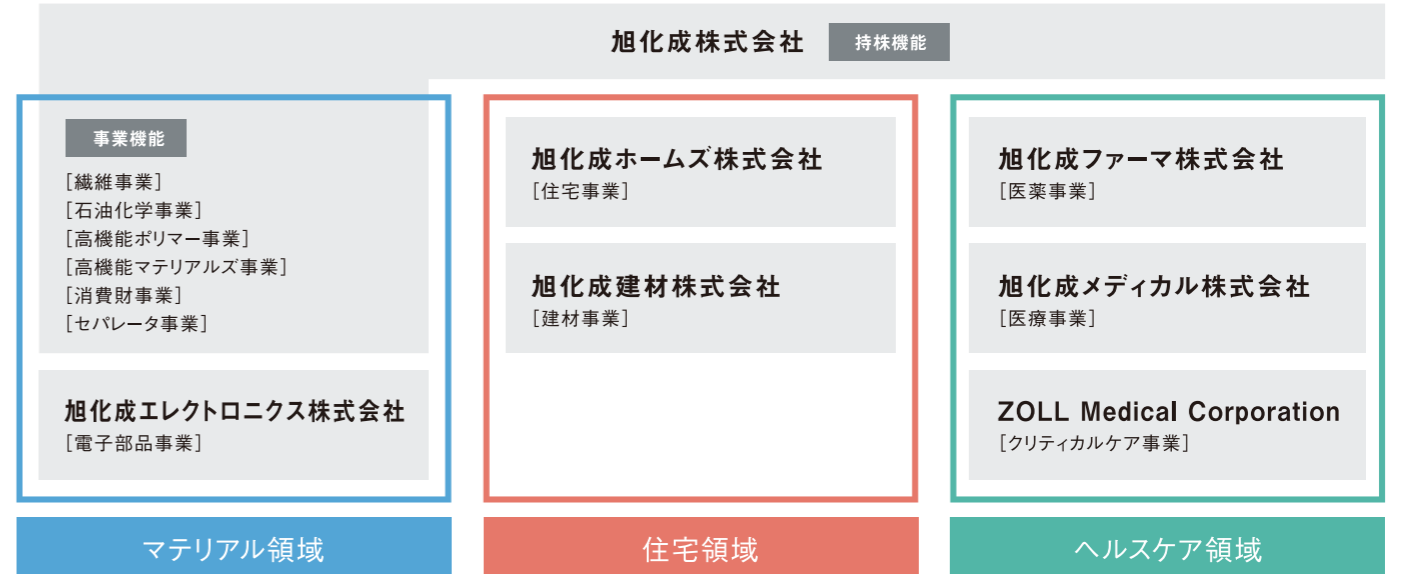 旭化成株式会社 持株機能
事業機能
[繊維事業]
[石油化学事業]
[高機能ポリマー事業]
[高機能マテリアルズ事業]
[消費財事業]
[セパレータ事業]
旭化成エレクトロニクス株式会社
[電子部品事業]
マテリアル領域
旭化成ホームズ株式会社
[住宅事業]
旭化成建材株式会社
[建材事業]
住宅領域
旭化成ファーマ株式会社
[医薬事業]
旭化成メディカル株式会社
[医療事業]
ZOLL Medical Corporation
[クリティカルケア事業]
ヘルスケア領域